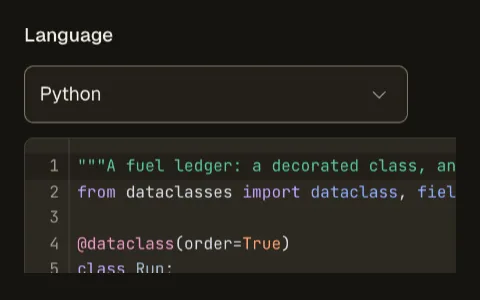 Language
Python
1 """A fuel ledger: a decorated class, an
2 from dataclasses import dataclass, fiel
3
4 @dataclass(order=True)
5 class Run: